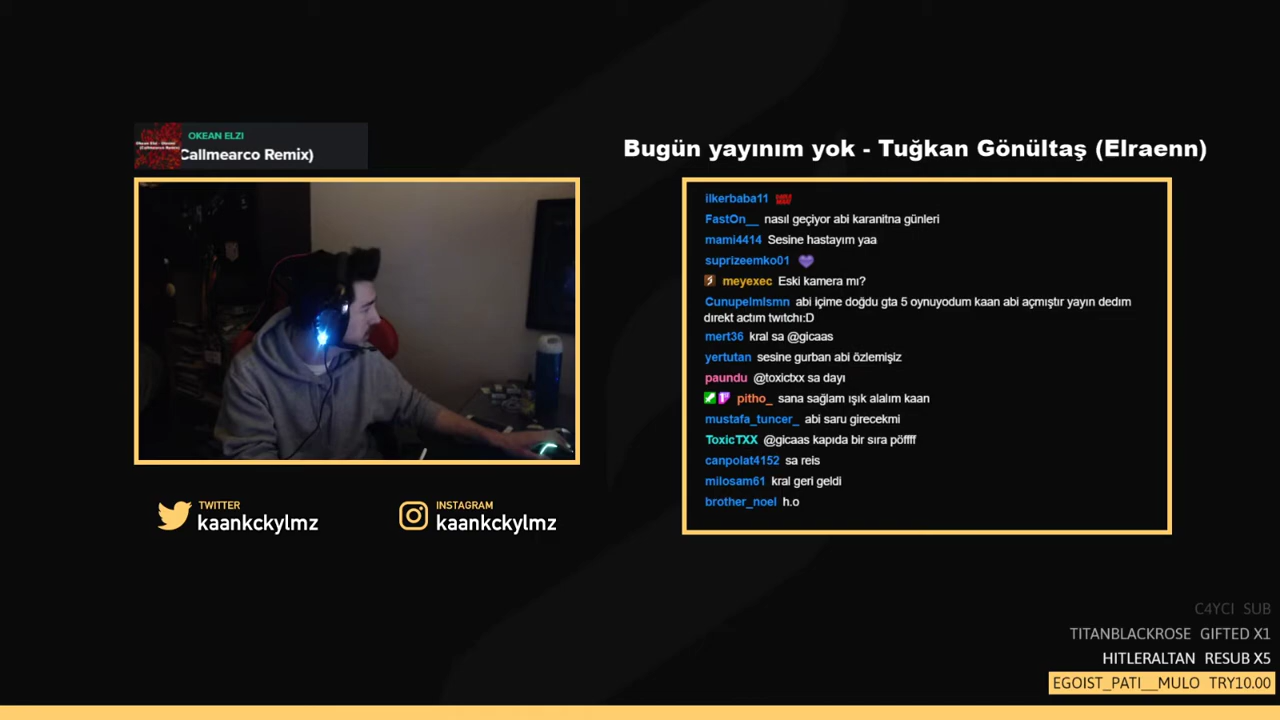 OKEAN ELZI
Callmearco Remix)
Bugün yayınım yok - Tuğkan Gönültaş (Elraenn)
ilkerbaba11
FastOn__ nasıl geçiyor abi karanitna günleri
mami4414 Sesine hastayım yaa
suprizeemko01
meyexec Eski kamera mı?
Cunupelmlsmn abi içime doğdu gta 5 oynuyodum kaan abi açmıştır yayın dedım
dırekt actım twıtchı:D
mert36 kral sa @gicaas
yertutan sesine gurban abi özlemişiz
paundu @toxictxx sa dayı
pitho_ sana sağlam ışık alalım kaan
mustafa_tuncer_ abi saru girecekmi
ToxicTXX @gicaas kapıda bir sıra pöffff
canpolat4152 sa reis
milosam61 kral geri geldi
brother_noel h.o
TWITTER
kaankckylmz
INSTAGRAM
kaankckylmz
C4YCI SUB
TITANBLACKROSE GIFTED X1
HITLERALTAN RESUB X5
EGOIST_PATI__MULO TRY10.00